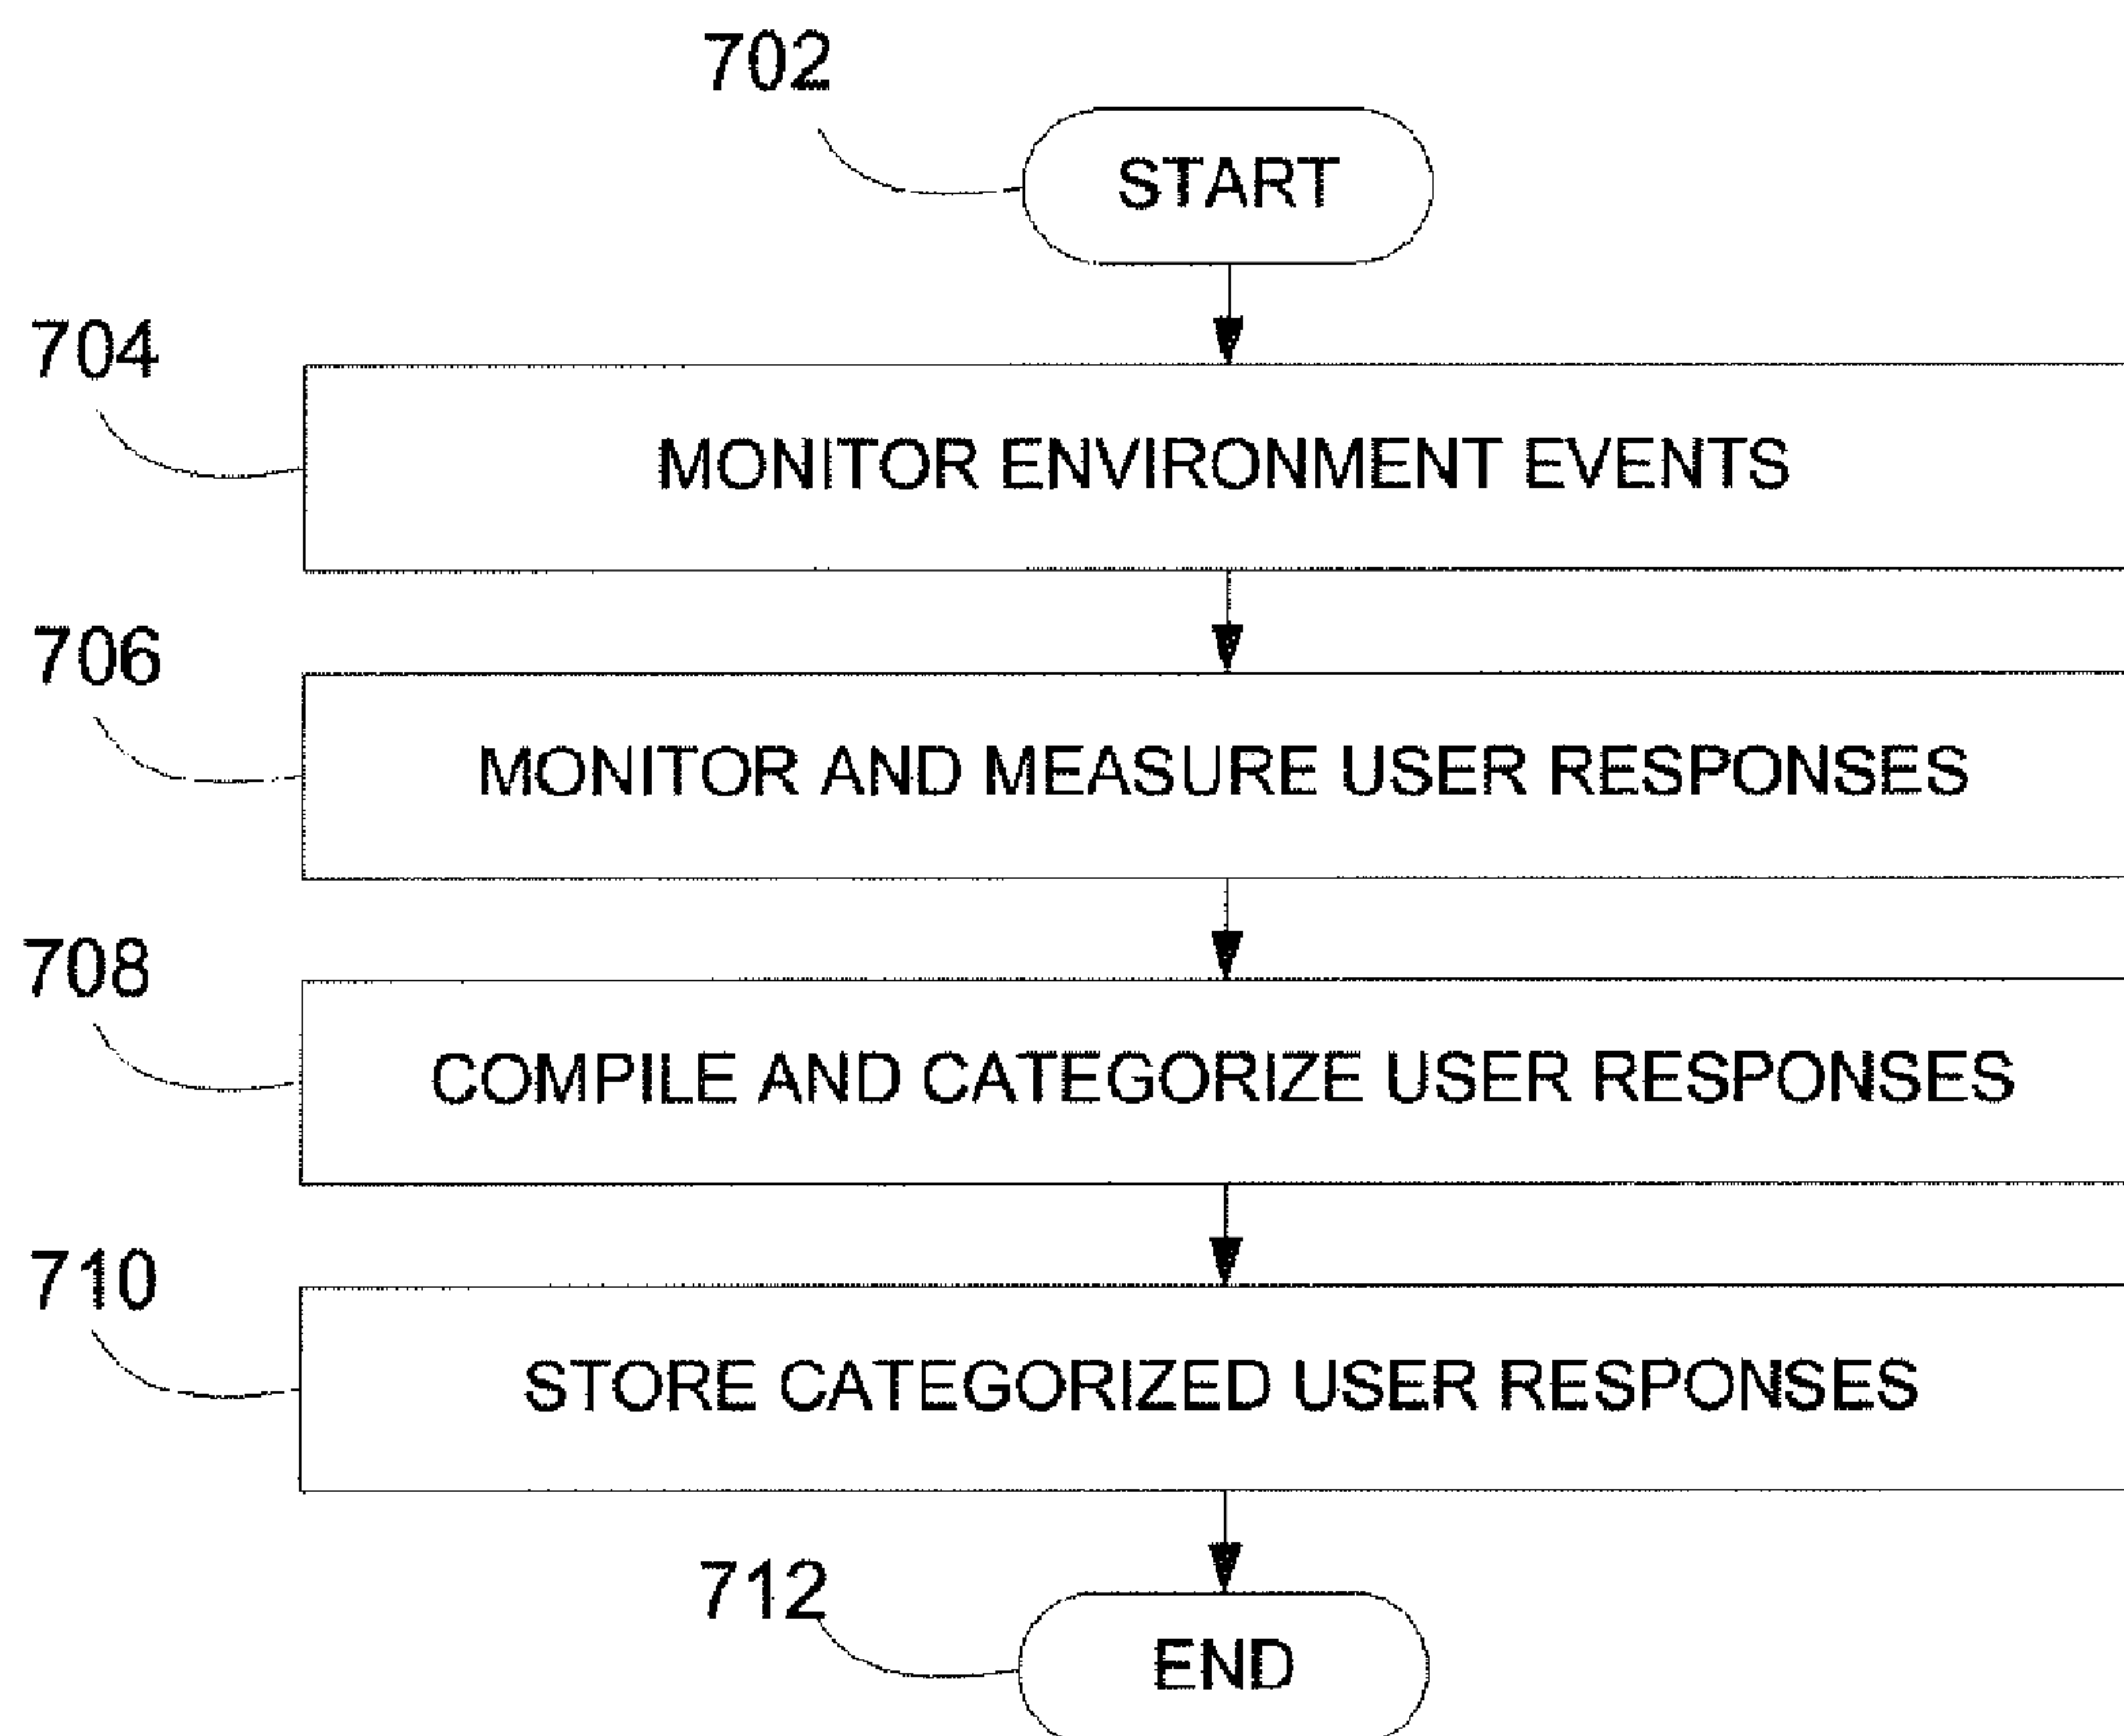 702
START
704
MONITOR ENVIRONMENT EVENTS
706
MONITOR AND MEASURE USER RESPONSES
708
COMPILE AND CATEGORIZE USER RESPONSES
710
STORE CATEGORIZED USER RESPONSES
712
END